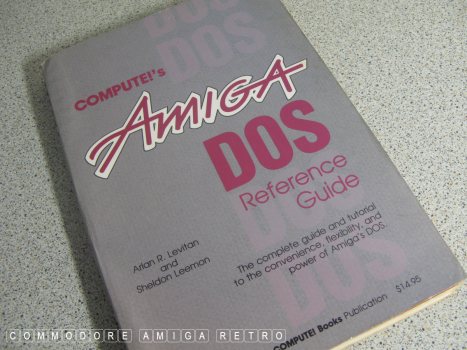 DOS
DOS
COMPUTE!'s
AMIGA
DOS
Reference
Guide
Arlan R. Levitan
and
Sheldon Leemon
The complete guide and tutorial
to the convenience, flexibility, and
power of Amiga's DOS.
DOS
DOS
COMPUTE! Books Publication $14.95
COMMODORE AMIGA RETRO